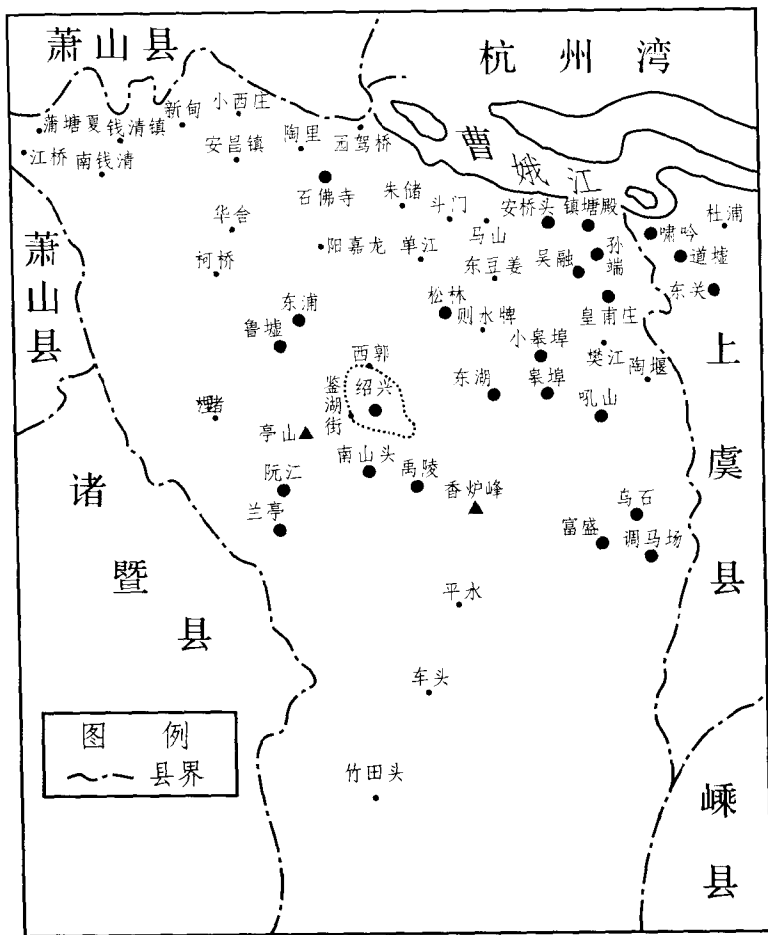 萧山县
杭州湾
曹娥江
蒲塘夏
钱清镇
新甸
小西庄
江桥
南钱清
安昌镇
陶里
园驾桥
石佛寺
朱储
斗门
马山
安桥头
镇塘殿
啸唫
杜浦
道墟
华舍
阳嘉龙
单江
东豆姜
吴融
孙端
东关
萧山县
柯桥
东浦
松林
则水牌
皇甫庄
鲁墟
小皋埠
樊江
陶堰
上虞县
西郭
绍兴
鉴湖街
东湖
皋埠
吼山
亭山
南山头
禹陵
阮江
兰亭
香炉峰
乌石
富盛
调马场
诸暨县
平水
车头
竹田头
嵊县
图例
县界